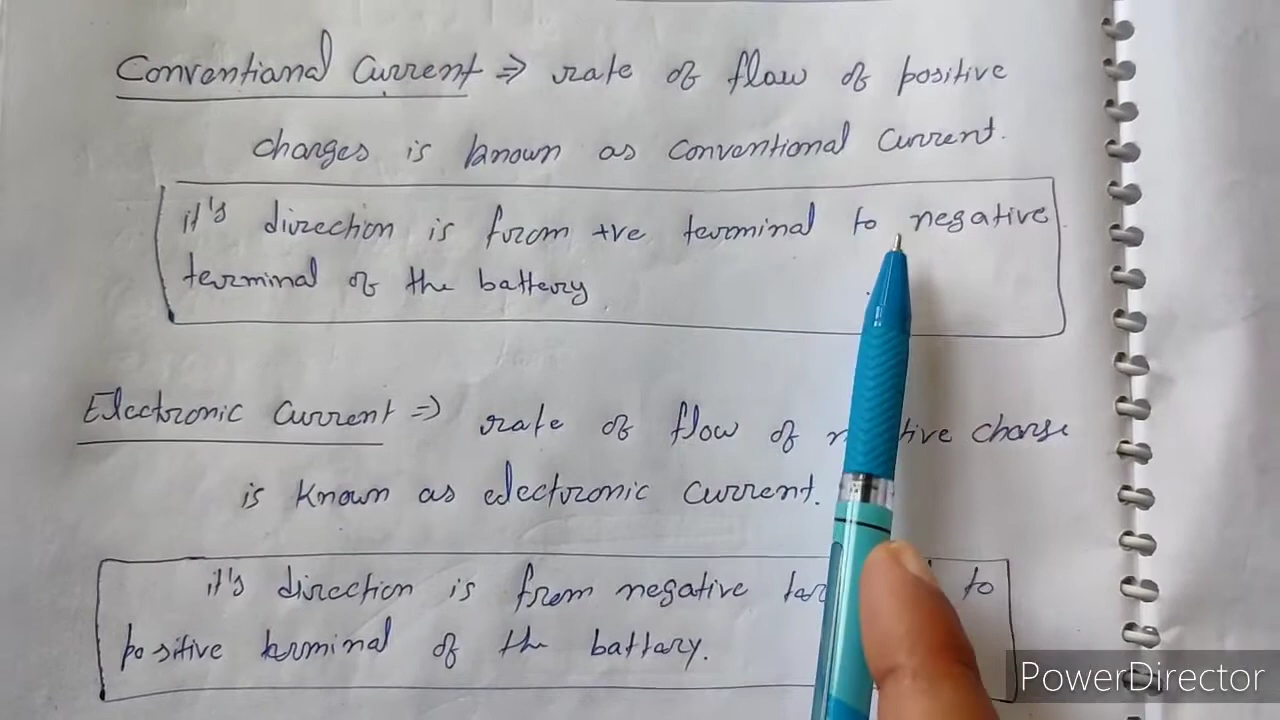 Conventional Current ⇒ rate of flow of positive
charges is known as conventional current.
it's direction is from +ve terminal to negative
terminal of the battery
Electronic Current ⇒ rate of flow of charge
is known as electronic current.
it's direction is from negative to
positive terminal of the battary.
PowerDirector